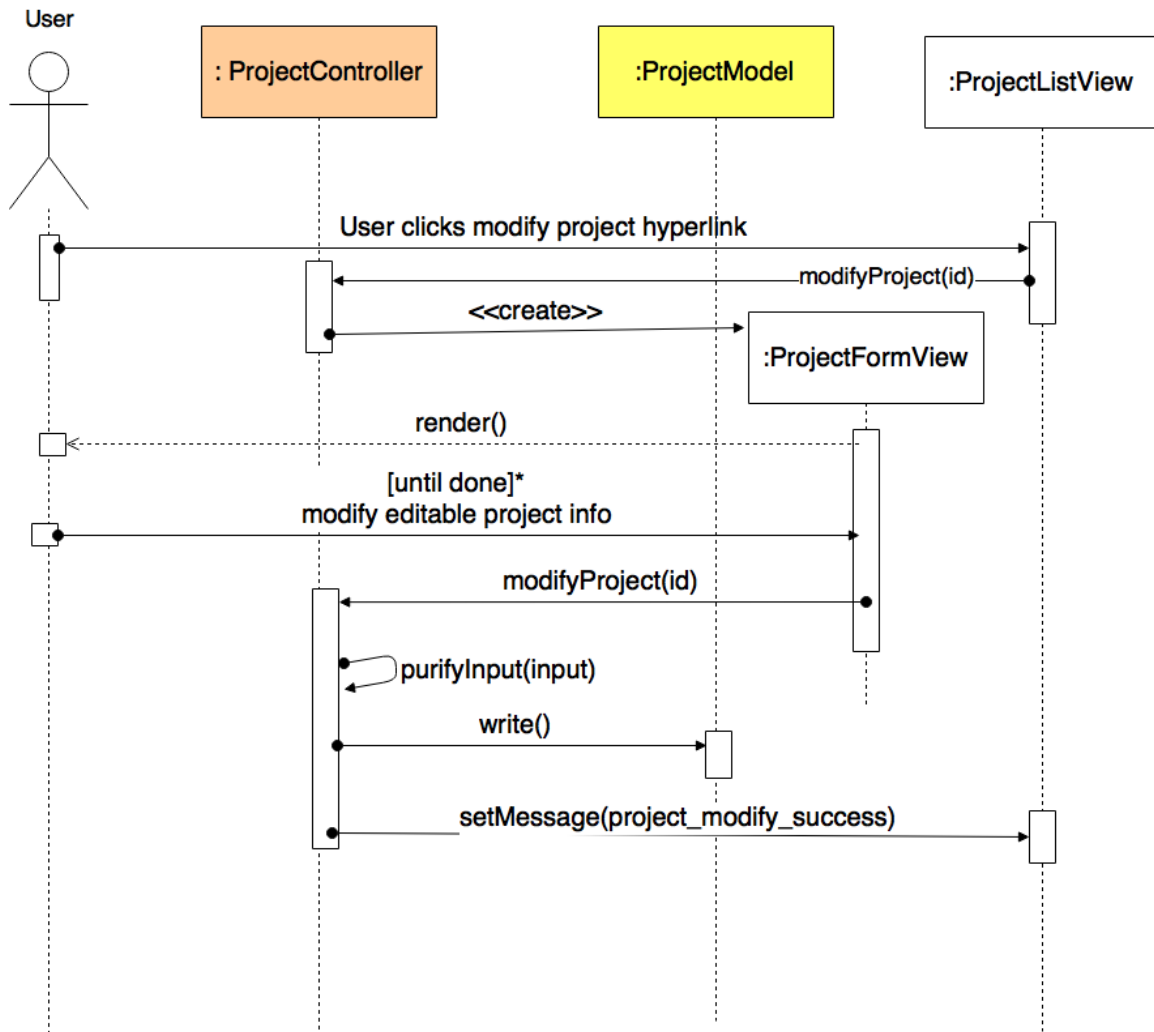 User
: ProjectController
:ProjectModel
:ProjectListView
User clicks modify project hyperlink
modifyProject(id)
<<create>>
:ProjectFormView
render()
[until done]*
modify editable project info
modifyProject(id)
purifyInput(input)
write()
setMessage(project_modify_success)